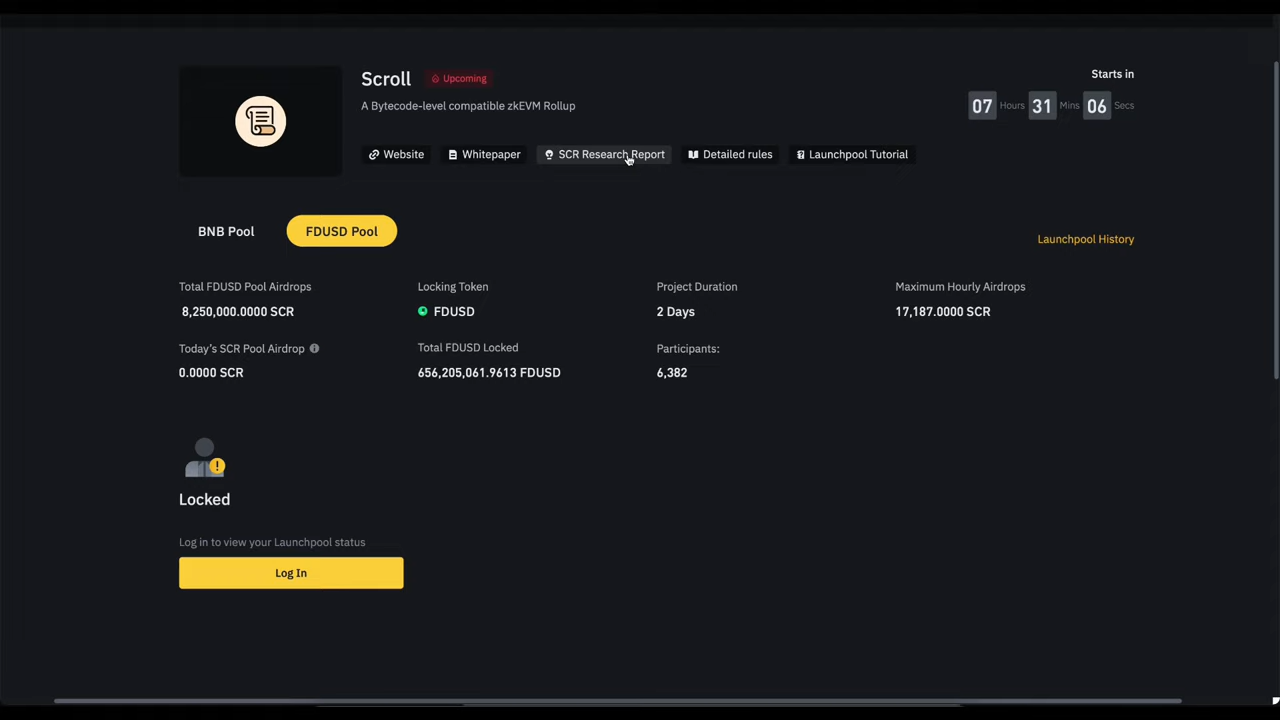 Scroll
Upcoming
A Bytecode-level compatible zkEVM Rollup
Starts in
07 Hours 31 Mins 06 Secs
Website
Whitepaper
SCR Research Report
Detailed rules
Launchpool Tutorial
BNB Pool
FDUSD Pool
Launchpool History
Total FDUSD Pool Airdrops
8,250,000.0000 SCR
Locking Token
FDUSD
Project Duration
2 Days
Maximum Hourly Airdrops
17,187.0000 SCR
Today's SCR Pool Airdrop
0.0000 SCR
Total FDUSD Locked
656,205,061.9613 FDUSD
Participants:
6,382
Locked
Log in to view your Launchpool status
Log In